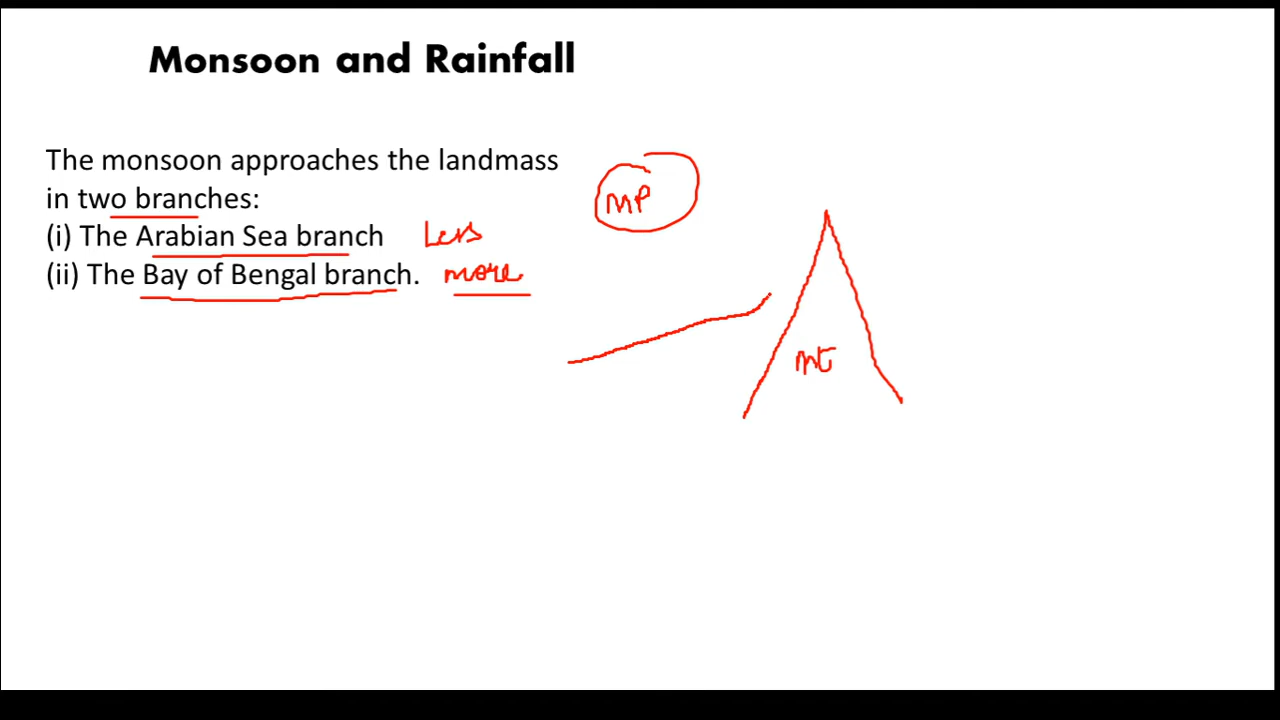 Monsoon and Rainfall
The monsoon approaches the landmass
in two branches:
(i) The Arabian Sea branch Less
(ii) The Bay of Bengal branch. more
MP
mt